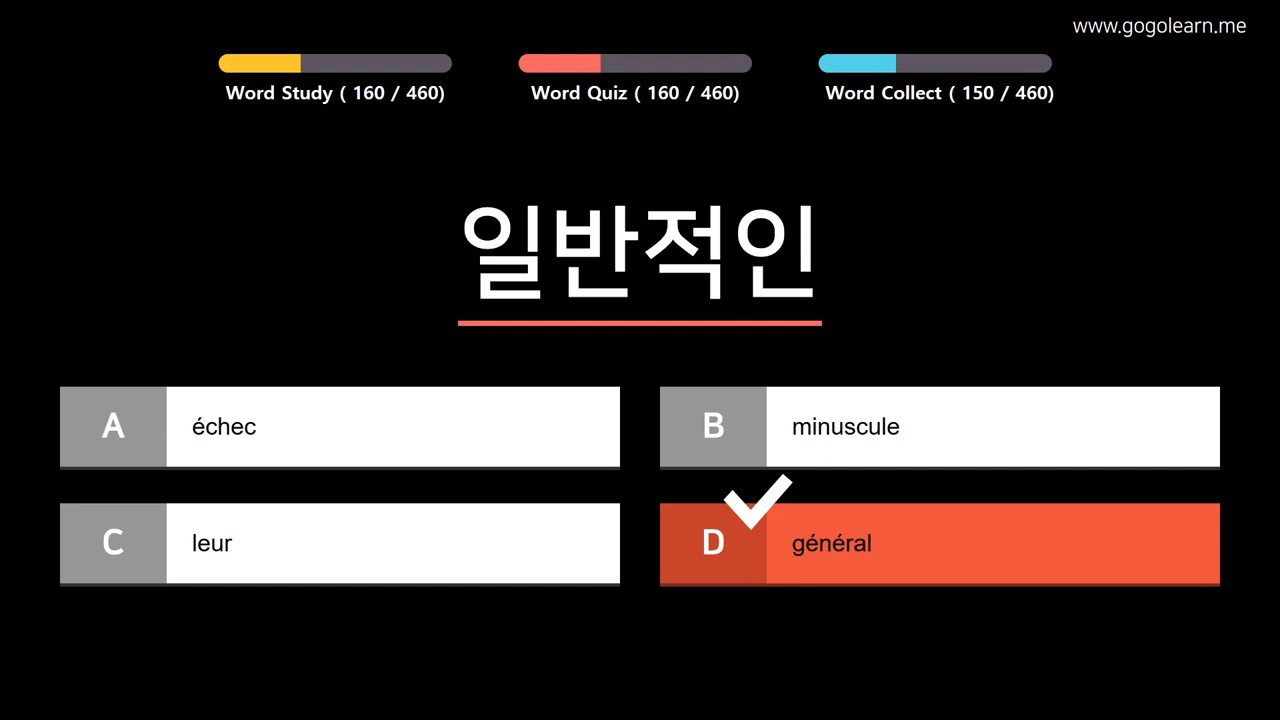 www.gogolearn.me
Word Study ( 160 / 460)
Word Quiz ( 160 / 460)
Word Collect ( 150 / 460)
일반적인
A échec
B minuscule
C leur
D général